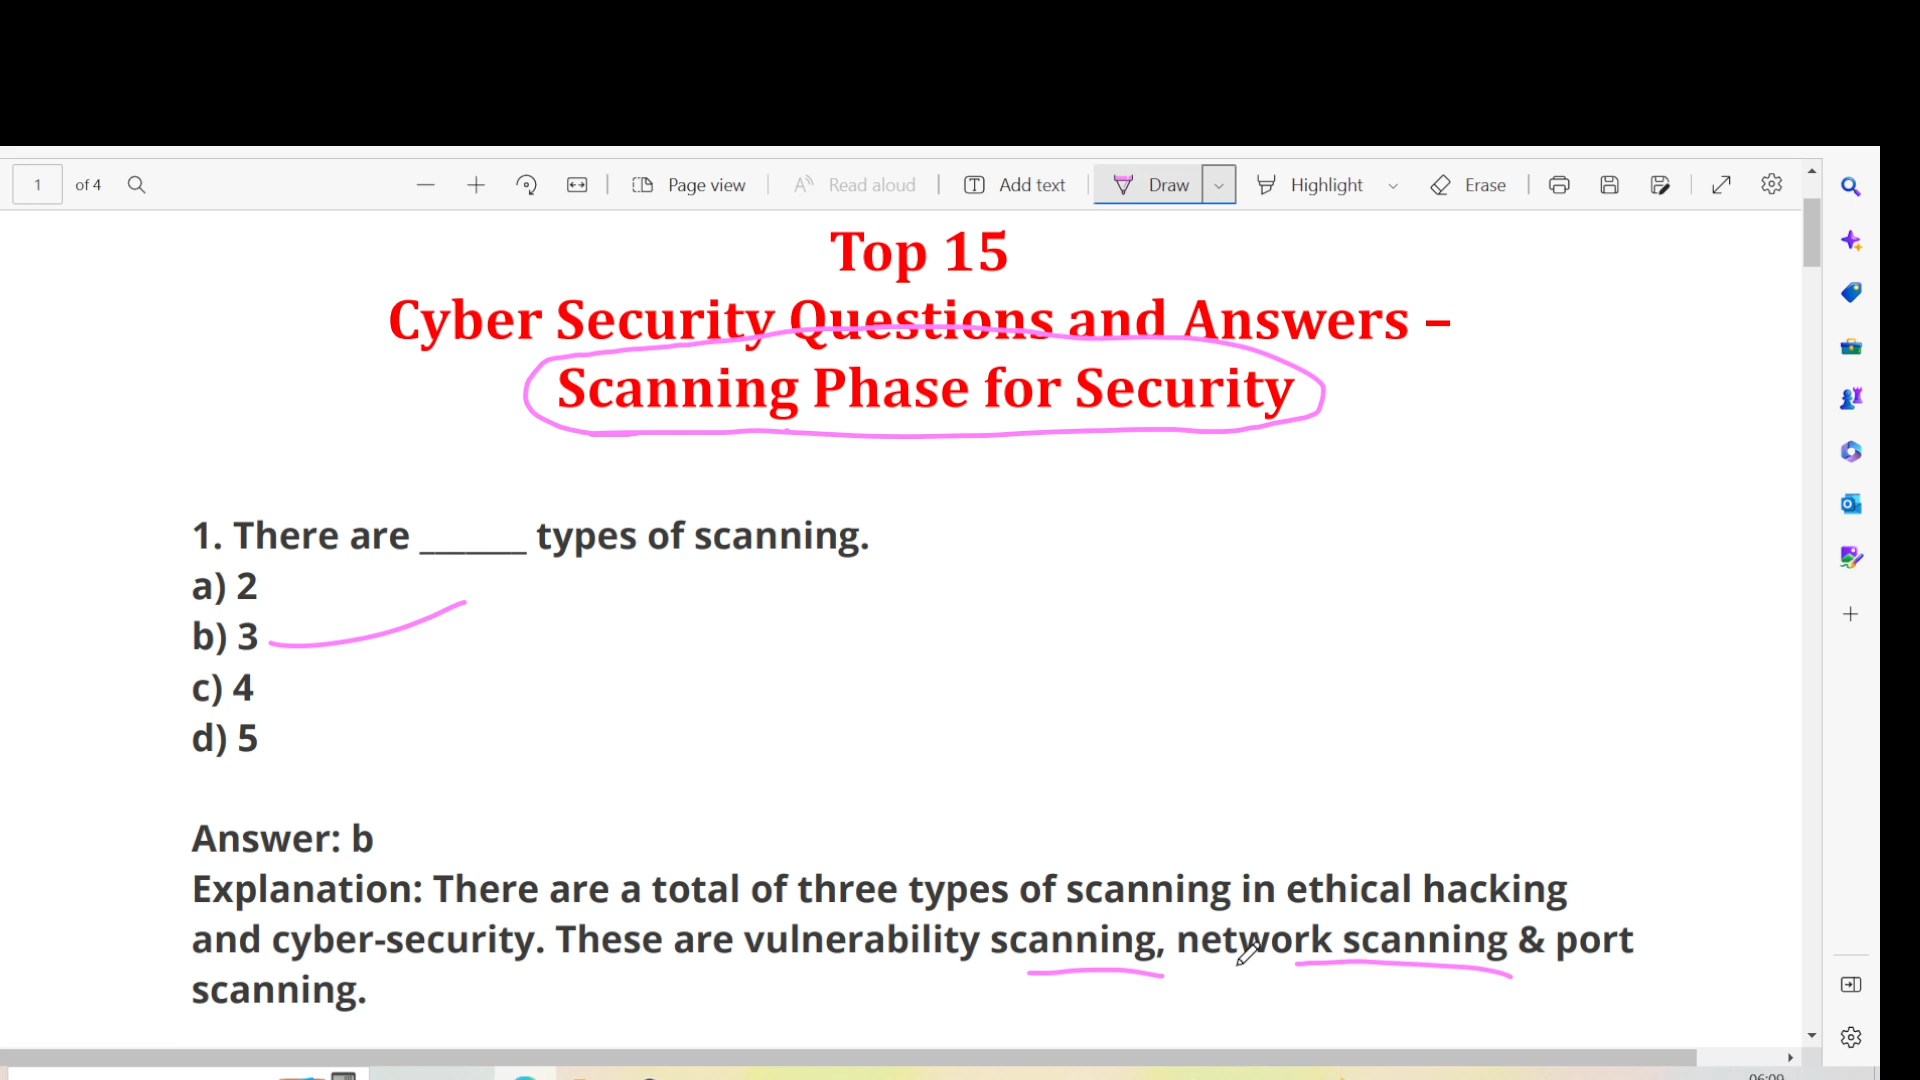 1 of 4 Page view Read aloud Add text Draw Highlight Erase
Top 15
Cyber Security Questions and Answers –
Scanning Phase for Security
1. There are ______ types of scanning.
a) 2
b) 3
c) 4
d) 5
Answer: b
Explanation: There are a total of three types of scanning in ethical hacking
and cyber-security. These are vulnerability scanning, network scanning & port
scanning.